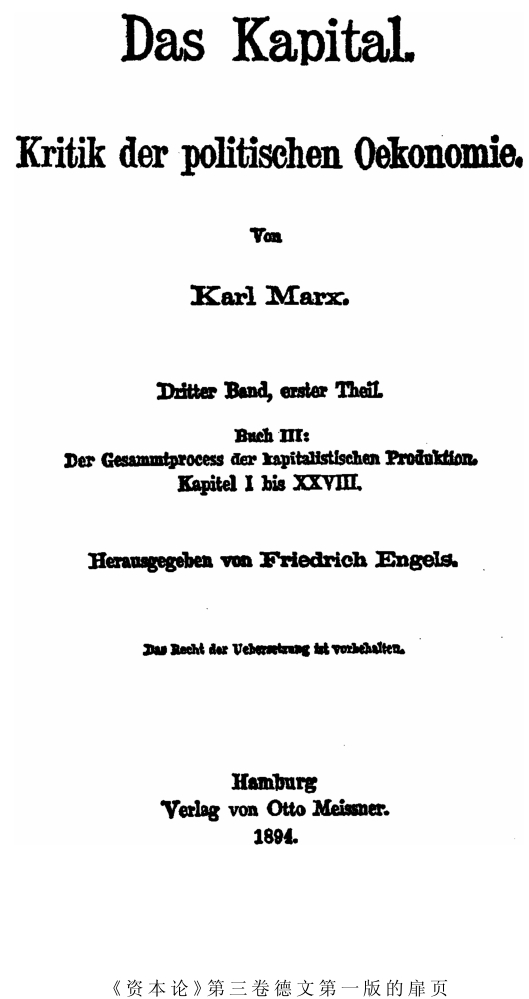 Das Kapital.
Kritik der politischen Oekonomie.
Von
Karl Marx.
Dritter Band, erster Theil.
Buch III:
Der Gesammtprocess der kapitalistischen Produktion.
Kapitel I bis XXVIII.
Herausgegeben von Friedrich Engels.
Das Recht der Uebersetzung ist vorbehalten.
Hamburg
Verlag von Otto Meissner.
1894.
《资本论》第三卷德文第一版的扉页